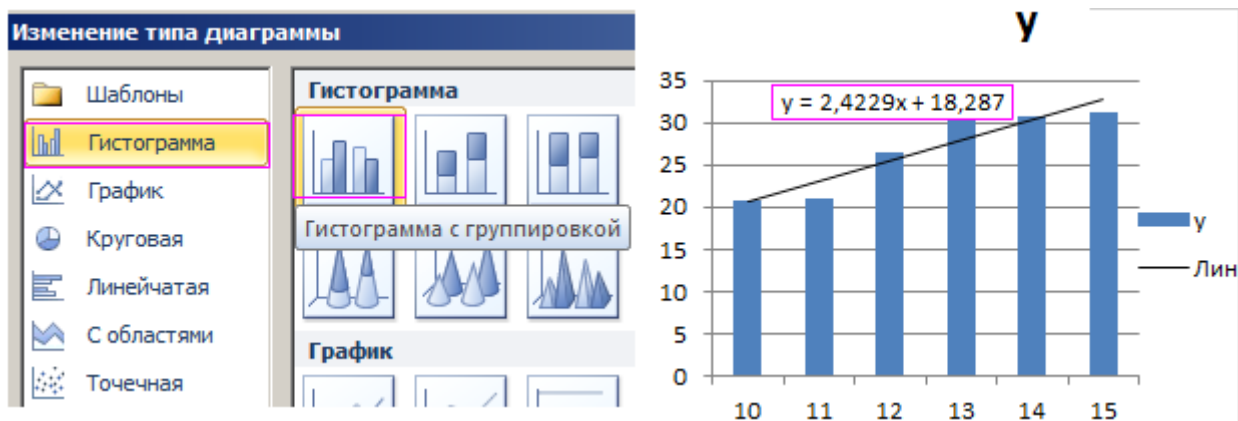 Изменение типа диаграммы
Шаблоны
Гистограмма
График
Круговая
Линейчатая
С областями
Точечная
Гистограмма
Гистограмма с группировкой
График
y
y = 2,4229x + 18,287
35
30
25
20
15
10
5
0
10 11 12 13 14 15
y
Лин